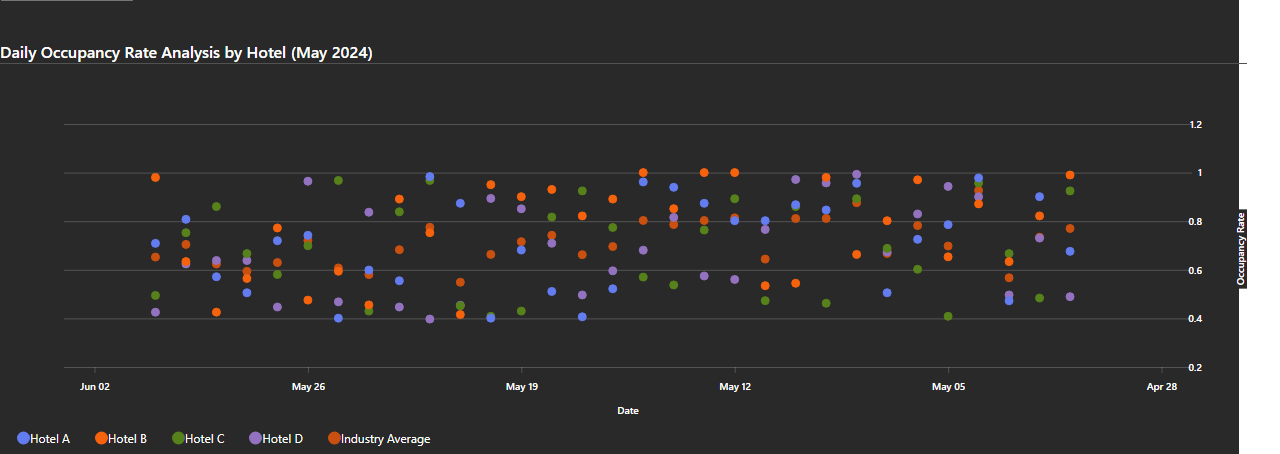 Daily Occupancy Rate Analysis by Hotel (May 2024)
1.2
1
0.8
0.6
0.4
0.2
Occupancy Rate
Jun 02 May 26 May 19 May 12 May 05 Apr 28
Date
Hotel A Hotel B Hotel C Hotel D Industry Average